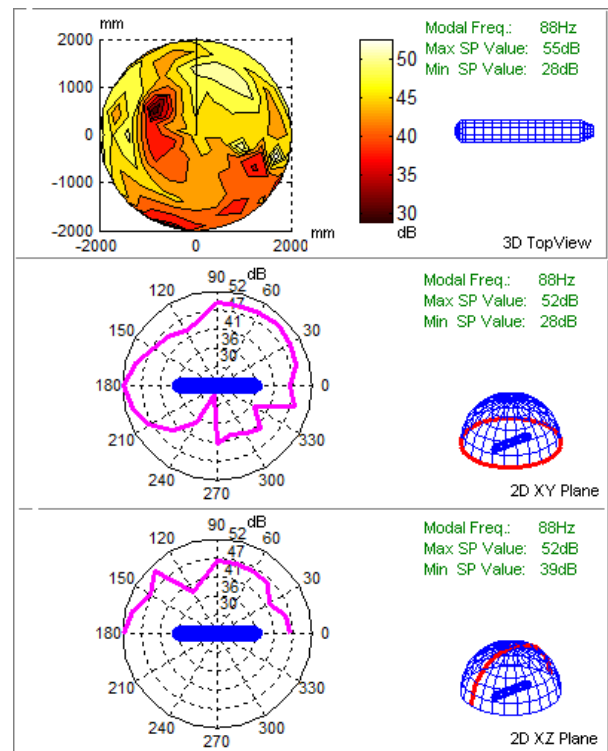 mm
2000
1000
0
-1000
-2000
-2000
0
2000
mm
50
45
40
35
30
dB
Modal Freq.: 88Hz
Max SP Value: 55dB
Min SP Value: 28dB
3D TopView
90
dB
120
60
150
30
180
0
210
330
240
300
270
52
47
41
36
30
Modal Freq.: 88Hz
Max SP Value: 52dB
Min SP Value: 28dB
2D XY Plane
90
dB
120
60
150
30
180
0
210
330
240
300
270
52
47
41
36
30
Modal Freq.: 88Hz
Max SP Value: 52dB
Min SP Value: 39dB
2D XZ Plane